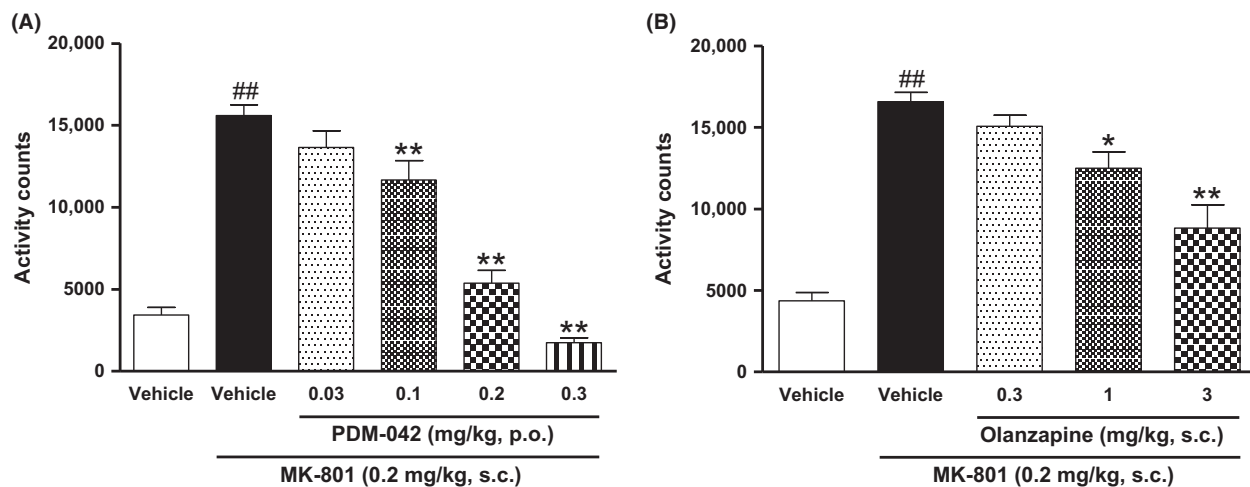 (A)
20,000
15,000
10,000
5000
0
Activity counts
##
**
**
**
Vehicle Vehicle 0.03 0.1 0.2 0.3
PDM-042 (mg/kg, p.o.)
MK-801 (0.2 mg/kg, s.c.)
(B)
20,000
15,000
10,000
5000
0
Activity counts
##
*
**
Vehicle Vehicle 0.3 1 3
Olanzapine (mg/kg, s.c.)
MK-801 (0.2 mg/kg, s.c.)